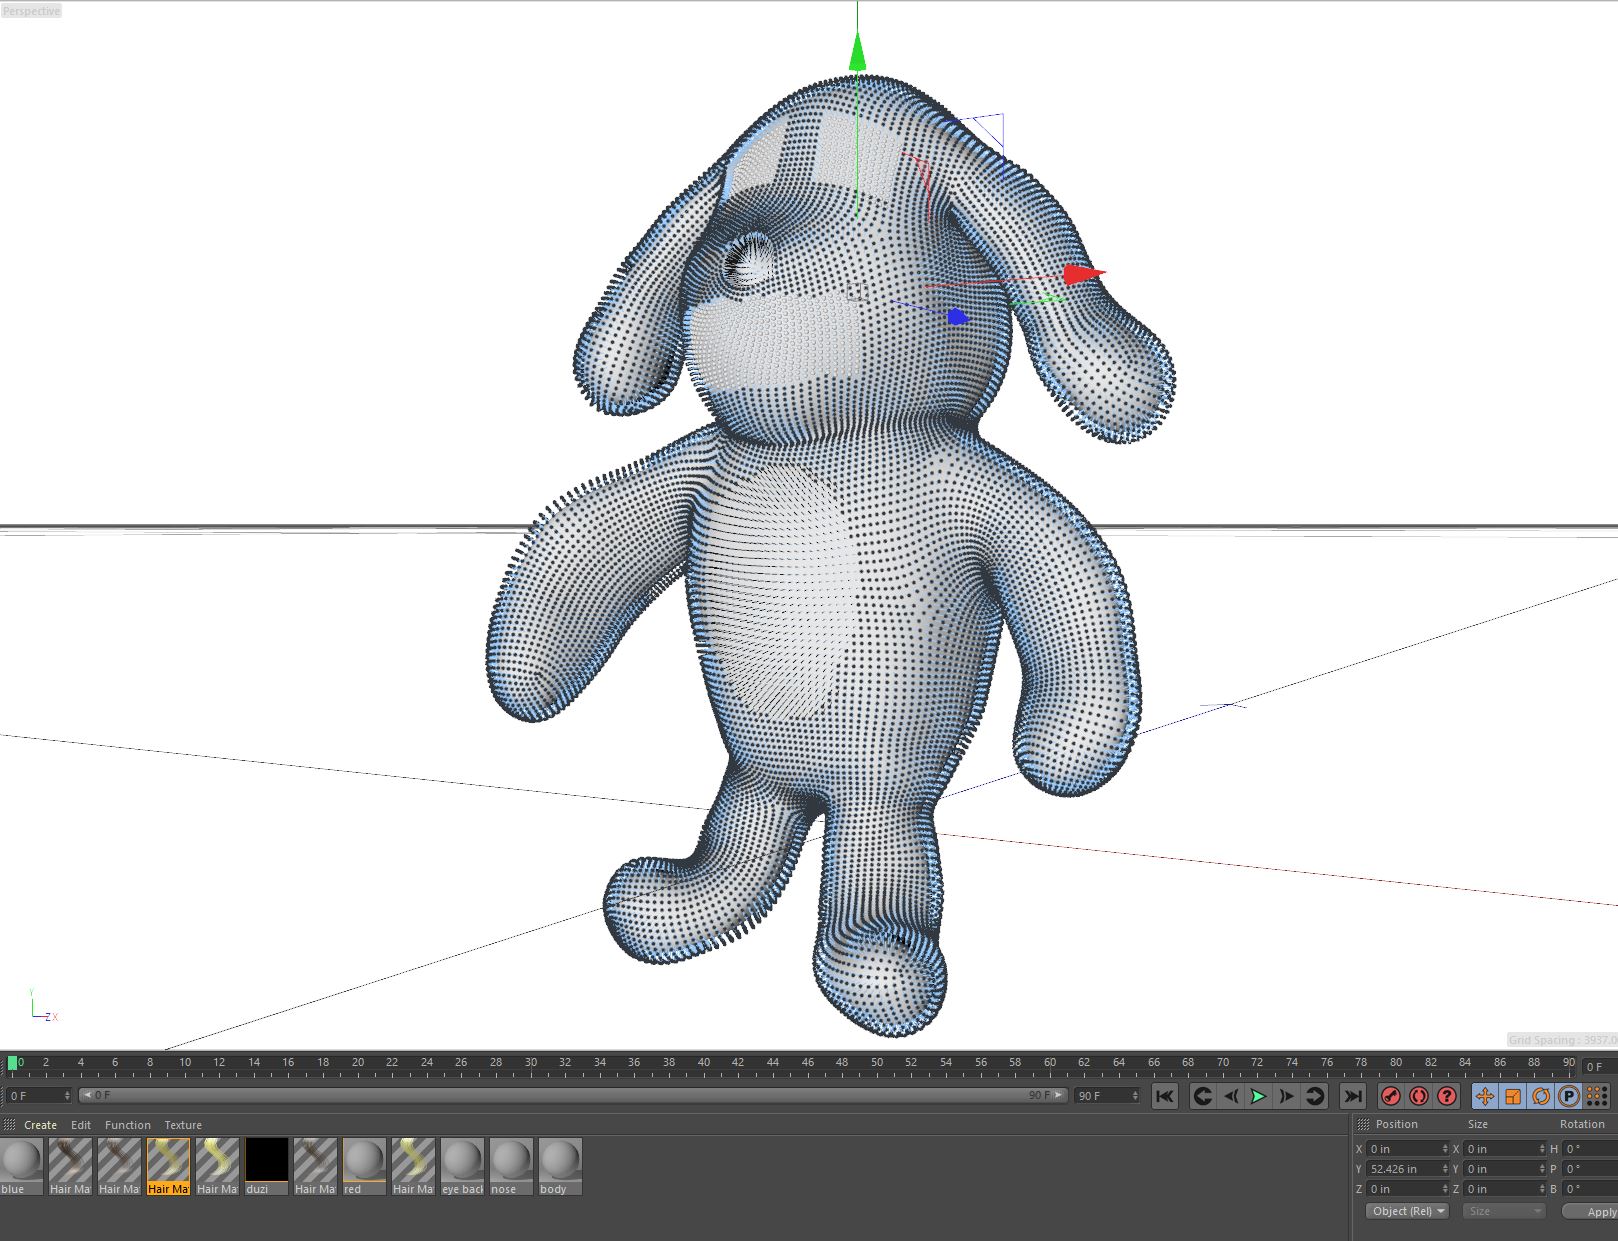 Perspective
Y
Z X
Grid Spacing : 3937.0
0 2 4 6 8 10 12 14 16 18 20 22 24 26 28 30 32 34 36 38 40 42 44 46 48 50 52 54 56 58 60 62 64 66 68 70 72 74 76 78 80 82 84 86 88 90 0 F
0 F 0 F 90 F 90 F P
Create Edit Function Texture
Position Size Rotation
X 0 in X 0 in H 0 °
Y 52.426 in Y 0 in P 0 °
Z 0 in Z 0 in B 0 °
Object (Rel) Size Apply
blue Hair Ma Hair Ma Hair Ma Hair Ma duzi Hair Ma red Hair Ma eye back nose body